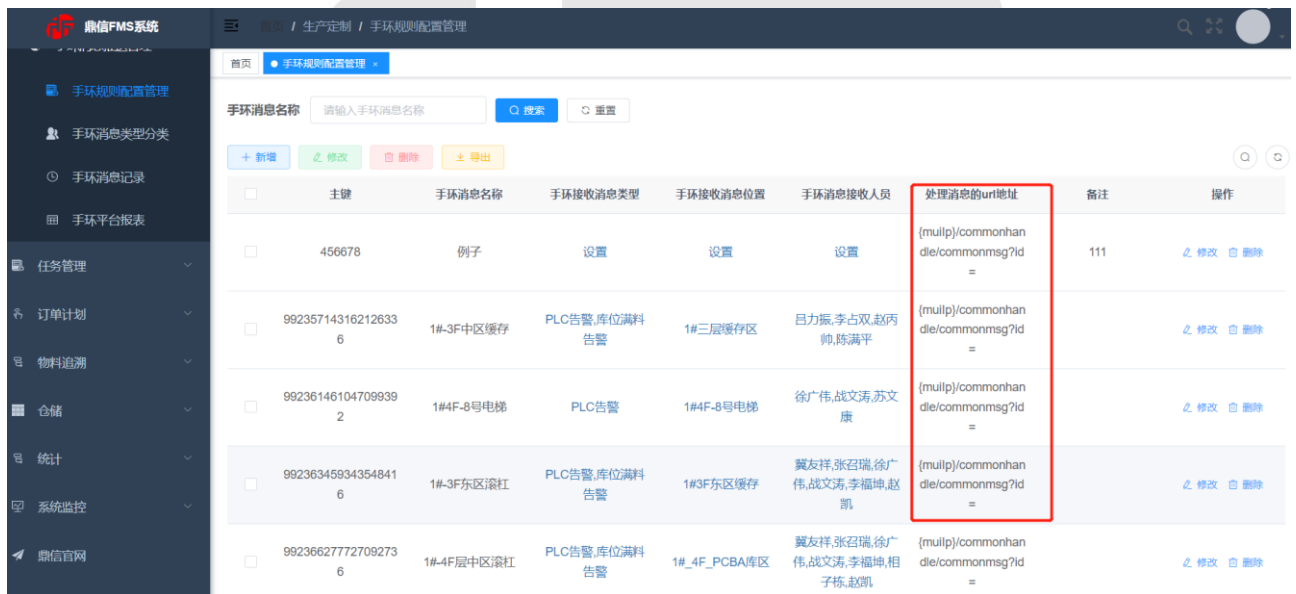 鼎信FMS系统
首页 / 生产定制 / 手环规则配置管理
手环规则配置管理
手环消息类型分类
手环消息记录
手环平台报表
任务管理
订单计划
物料追溯
仓储
统计
系统监控
鼎信官网
首页
手环规则配置管理 ×
手环消息名称 请输入手环消息名称 搜索 重置
+ 新增 修改 删除 导出
主键 手环消息名称 手环接收消息类型 手环接收消息位置 手环消息接收人员 处理消息的url地址 备注 操作
456678 例子 设置 设置 设置 {muilp}/commonhan
dle/commonmsg?id
=
111 修改 删除
99235714316212633
6
1#-3F中区缓存
PLC告警,库位满料
告警
1#三层缓存区
吕力振,李占双,赵丙
帅,陈满平
{muilp}/commonhan
dle/commonmsg?id
=
修改 删除
99236146104709939
2
1#4F-8号电梯
PLC告警
1#4F-8号电梯
徐广伟,战文涛,苏文
康
{muilp}/commonhan
dle/commonmsg?id
=
修改 删除
99236345934354841
6
1#-3F东区滚杠
PLC告警,库位满料
告警
1#3F东区缓存
冀友祥,张召瑞,徐广
伟,战文涛,李福坤,赵
凯
{muilp}/commonhan
dle/commonmsg?id
=
修改 删除
99236627772709273
6
1#-4F层中区滚杠
PLC告警,库位满料
告警
1#_4F_PCBA库区
冀友祥,张召瑞,徐广
伟,战文涛,李福坤,相
子栋,赵凯
{muilp}/commonhan
dle/commonmsg?id
=
修改 删除